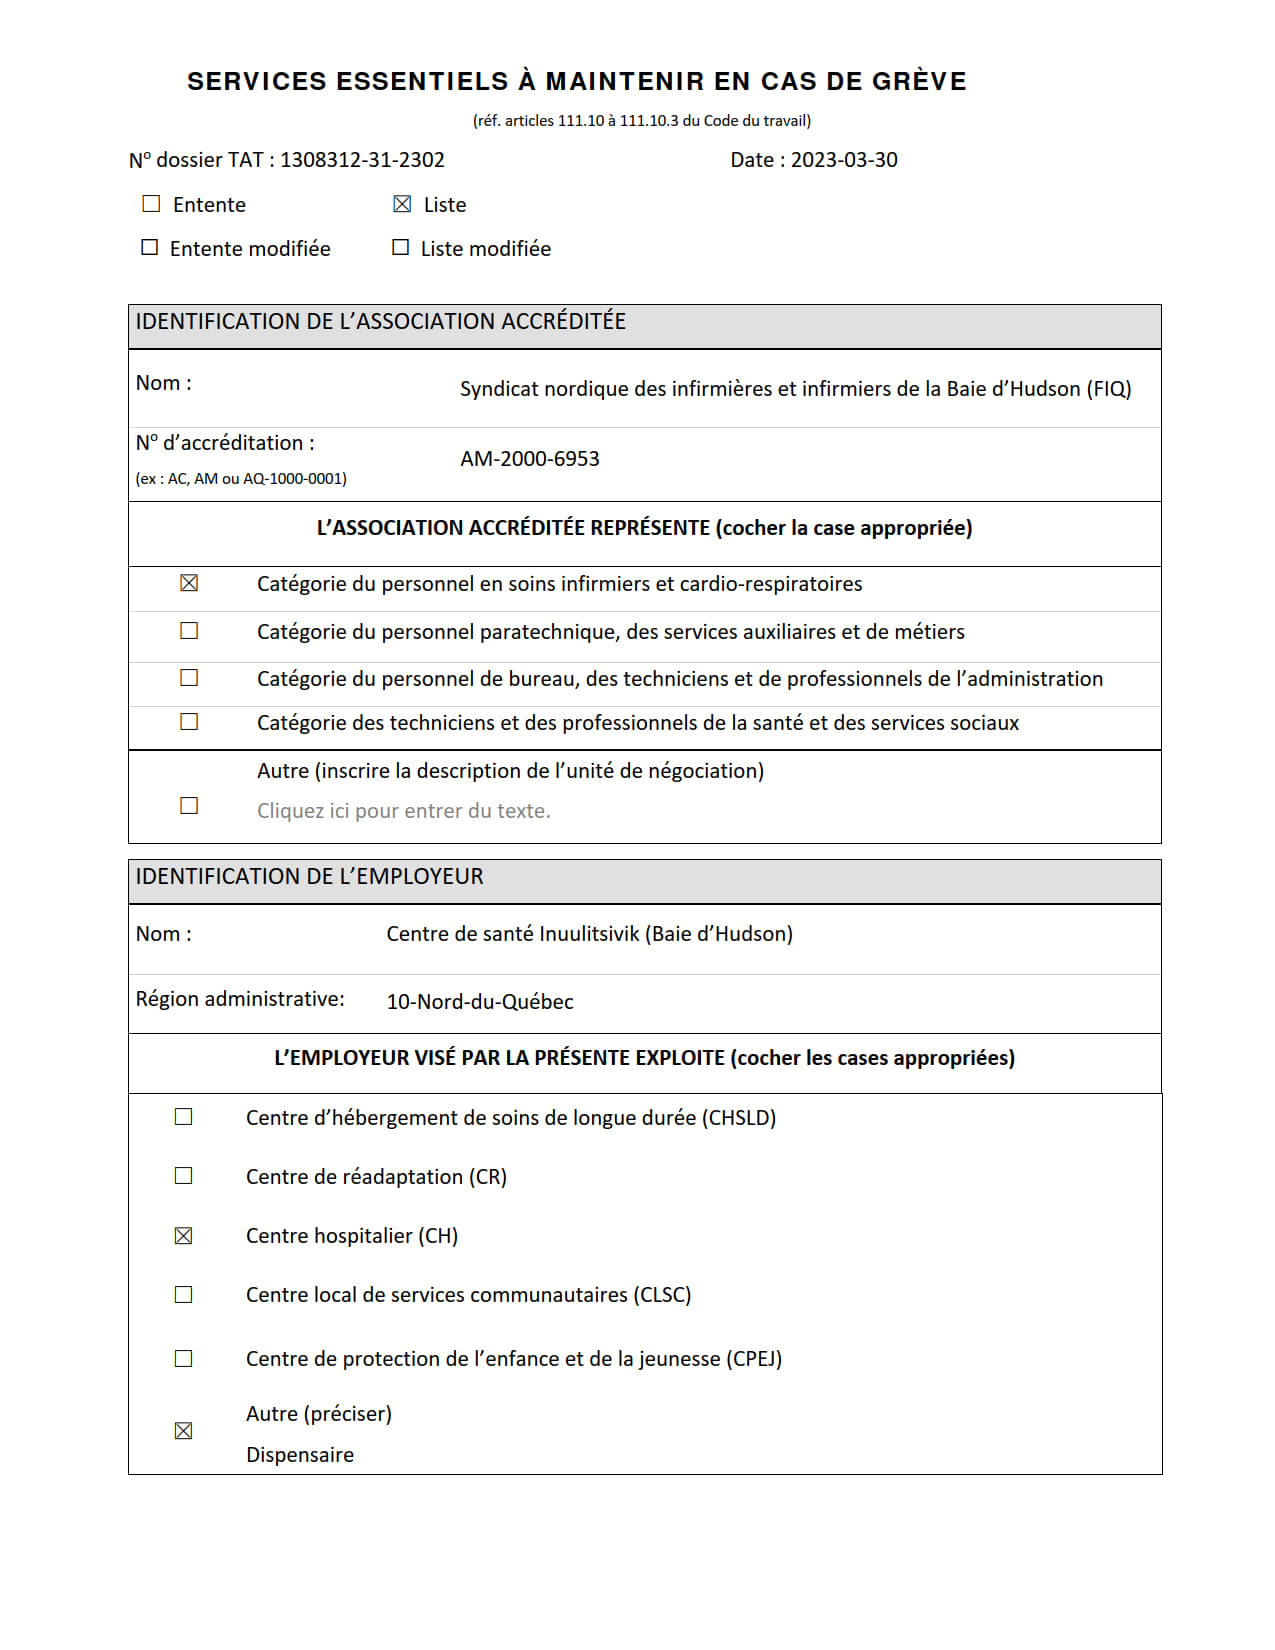 SERVICES ESSENTIELS À MAINTENIR EN CAS DE GRÈVE
(réf. articles 111.10 à 111.10.3 du Code du travail)
Nº dossier TAT : 1308312-31-2302 Date : 2023-03-30
☐ Entente ☒ Liste
☐ Entente modifiée ☐ Liste modifiée
IDENTIFICATION DE L’ASSOCIATION ACCRÉDITÉE
Nom : Syndicat nordique des infirmières et infirmiers de la Baie d’Hudson (FIQ)
Nº d’accréditation : AM-2000-6953
(ex : AC, AM ou AQ-1000-0001)
L’ASSOCIATION ACCRÉDITÉE REPRÉSENTE (cocher la case appropriée)
☒ Catégorie du personnel en soins infirmiers et cardio-respiratoires
☐ Catégorie du personnel paratechnique, des services auxiliaires et de métiers
☐ Catégorie du personnel de bureau, des techniciens et de professionnels de l’administration
☐ Catégorie des techniciens et des professionnels de la santé et des services sociaux
Autre (inscrire la description de l’unité de négociation)
☐ Cliquez ici pour entrer du texte.
IDENTIFICATION DE L’EMPLOYEUR
Nom : Centre de santé Inuulitsivik (Baie d’Hudson)
Région administrative: 10-Nord-du-Québec
L’EMPLOYEUR VISÉ PAR LA PRÉSENTE EXPLOITE (cocher les cases appropriées)
☐ Centre d’hébergement de soins de longue durée (CHSLD)
☐ Centre de réadaptation (CR)
☒ Centre hospitalier (CH)
☐ Centre local de services communautaires (CLSC)
☐ Centre de protection de l’enfance et de la jeunesse (CPEJ)
☒ Autre (préciser)
Dispensaire